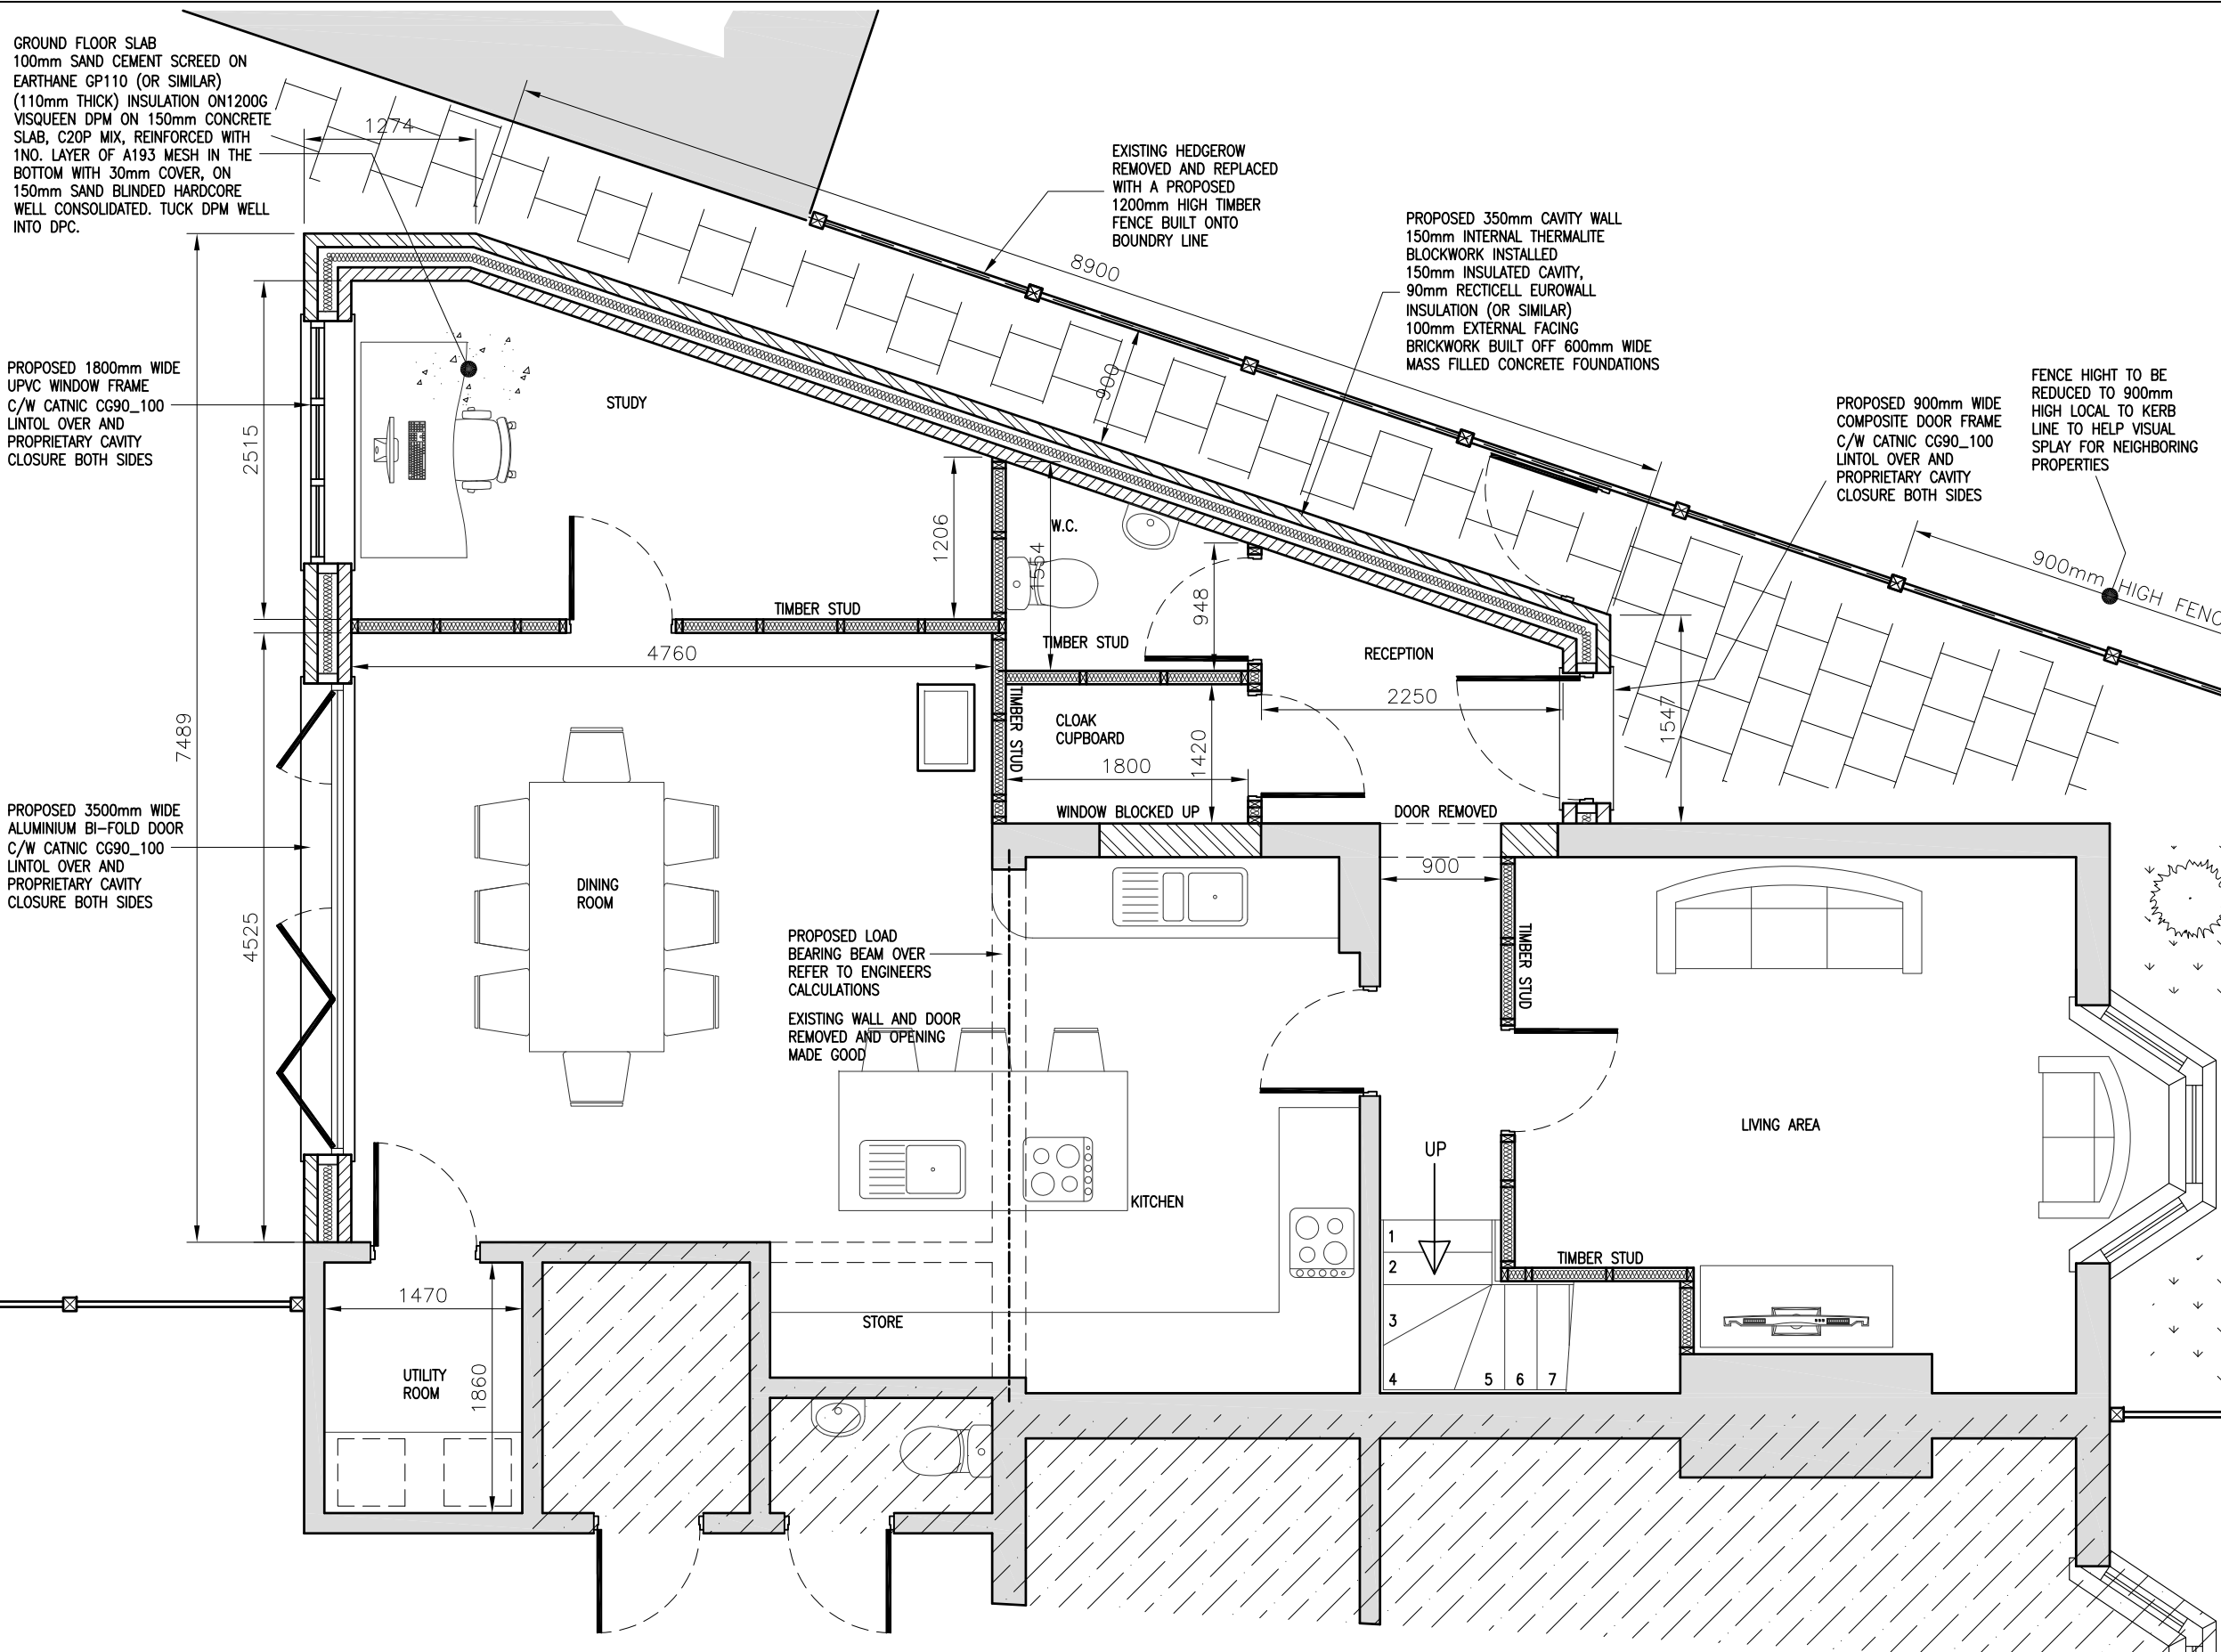 GROUND FLOOR SLAB
100mm SAND CEMENT SCREED ON
EARTHANE GP110 (OR SIMILAR)
(110mm THICK) INSULATION ON1200G
VISQUEEN DPM ON 150mm CONCRETE
SLAB, C20P MIX, REINFORCED WITH
1NO. LAYER OF A193 MESH IN THE
BOTTOM WITH 30mm COVER, ON
150mm SAND BLINDED HARDCORE
WELL CONSOLIDATED. TUCK DPM WELL
INTO DPC.
1274
EXISTING HEDGEROW
REMOVED AND REPLACED
WITH A PROPOSED
1200mm HIGH TIMBER
FENCE BUILT ONTO
BOUNDRY LINE
8900
900
PROPOSED 350mm CAVITY WALL
150mm INTERNAL THERMALITE
BLOCKWORK INSTALLED
150mm INSULATED CAVITY,
90mm RECTICELL EUROWALL
INSULATION (OR SIMILAR)
100mm EXTERNAL FACING
BRICKWORK BUILT OFF 600mm WIDE
MASS FILLED CONCRETE FOUNDATIONS
PROPOSED 900mm WIDE
COMPOSITE DOOR FRAME
C/W CATNIC CG90_100
LINTOL OVER AND
PROPRIETARY CAVITY
CLOSURE BOTH SIDES
FENCE HIGHT TO BE
REDUCED TO 900mm
HIGH LOCAL TO KERB
LINE TO HELP VISUAL
SPLAY FOR NEIGHBORING
PROPERTIES
900mm HIGH FENC
PROPOSED 1800mm WIDE
UPVC WINDOW FRAME
C/W CATNIC CG90_100
LINTOL OVER AND
PROPRIETARY CAVITY
CLOSURE BOTH SIDES
2515
STUDY
1206
W.C.
1554
948
TIMBER STUD
TIMBER STUD
4760
RECEPTION
2250
1547
7489
TIMBER STUD
CLOAK
CUPBOARD
1800
1420
WINDOW BLOCKED UP
DOOR REMOVED
900
PROPOSED 3500mm WIDE
ALUMINIUM BI-FOLD DOOR
C/W CATNIC CG90_100
LINTOL OVER AND
PROPRIETARY CAVITY
CLOSURE BOTH SIDES
4525
DINING
ROOM
PROPOSED LOAD
BEARING BEAM OVER
REFER TO ENGINEERS
CALCULATIONS
EXISTING WALL AND DOOR
REMOVED AND OPENING
MADE GOOD
TIMBER STUD
LIVING AREA
KITCHEN
UP
1
2
3
4
5
6
7
TIMBER STUD
STORE
1470
1860
UTILITY
ROOM